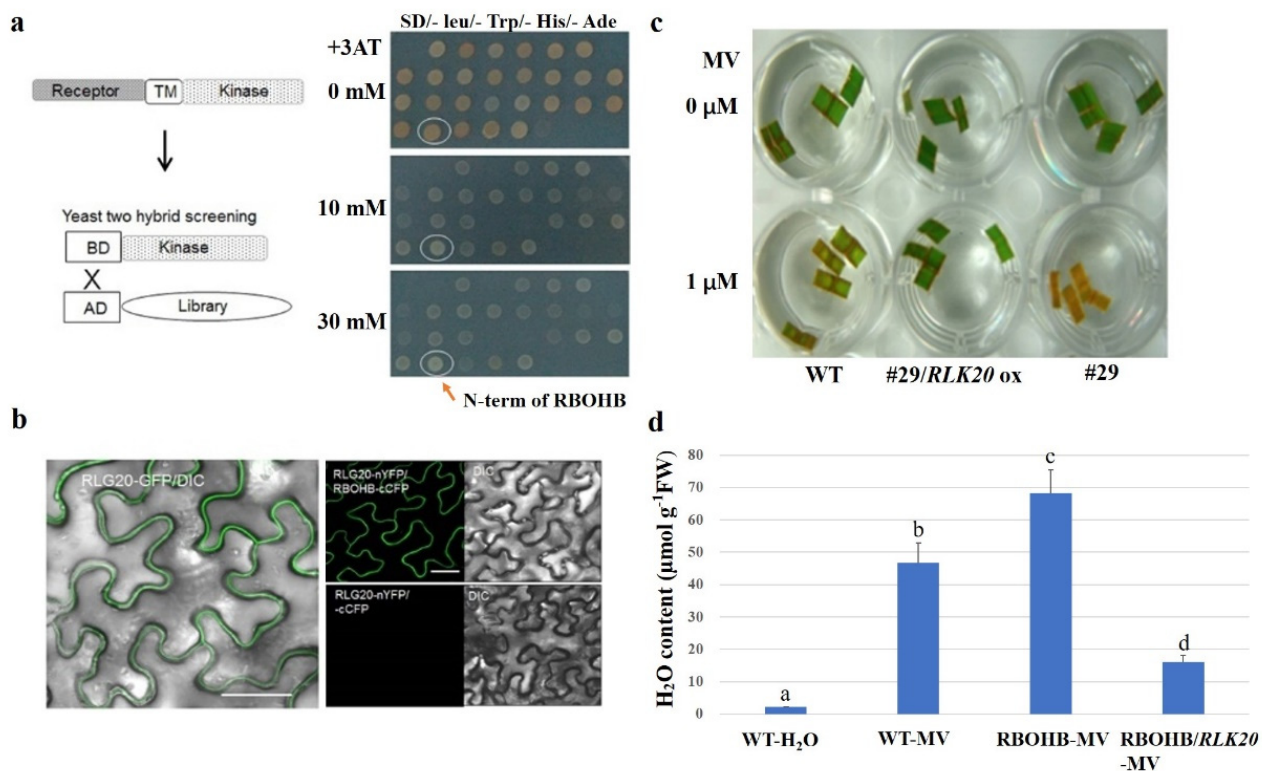 a
SD/- leu/- Trp/- His/- Ade
+3AT
0 mM
10 mM
30 mM
N-term of RBOHB
Receptor TM Kinase
Yeast two hybrid screening
BD Kinase
X
AD Library
b
RLG20-GFP/DIC
RLG20-nYFP/
RBOHB-cCFP
DIC
RLG20-nYFP/
-cCFP
DIC
c
MV
0 μM
1 μM
WT #29/RLK20 ox #29
d
H₂O content (μmol g⁻¹FW)
80
70
60
50
40
30
20
10
0
a
b
c
d
WT-H₂O WT-MV RBOHB-MV RBOHB/RLK20
-MV